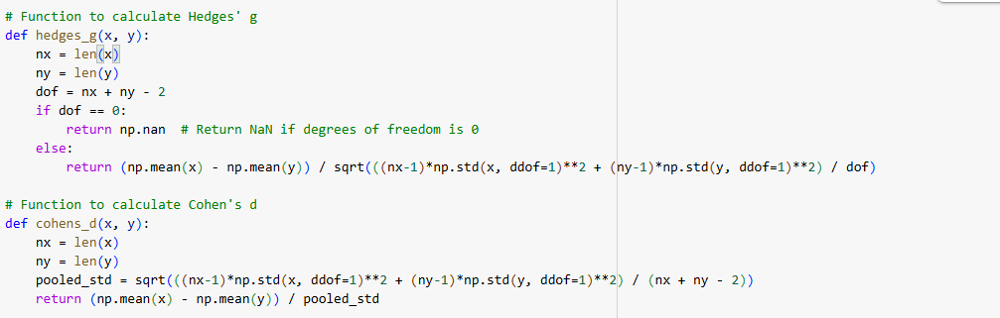 # Function to calculate Hedges' g
def hedges_g(x, y):
    nx = len(x)
    ny = len(y)
    dof = nx + ny - 2
    if dof == 0:
        return np.nan  # Return NaN if degrees of freedom is 0
    else:
        return (np.mean(x) - np.mean(y)) / sqrt(((nx-1)*np.std(x, ddof=1)**2 + (ny-1)*np.std(y, ddof=1)**2) / dof)

# Function to calculate Cohen's d
def cohens_d(x, y):
    nx = len(x)
    ny = len(y)
    pooled_std = sqrt(((nx-1)*np.std(x, ddof=1)**2 + (ny-1)*np.std(y, ddof=1)**2) / (nx + ny - 2))
    return (np.mean(x) - np.mean(y)) / pooled_std